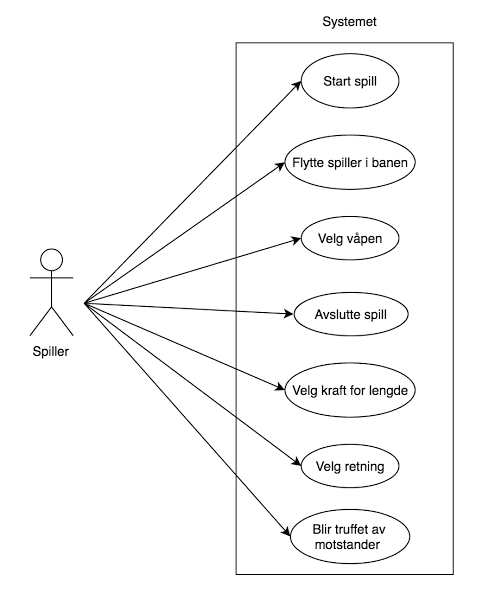 Systemet
Start spill
Flytte spiller i banen
Velg våpen
Spiller
Avslutte spill
Velg kraft for lengde
Velg retning
Blir truffet av
motstander